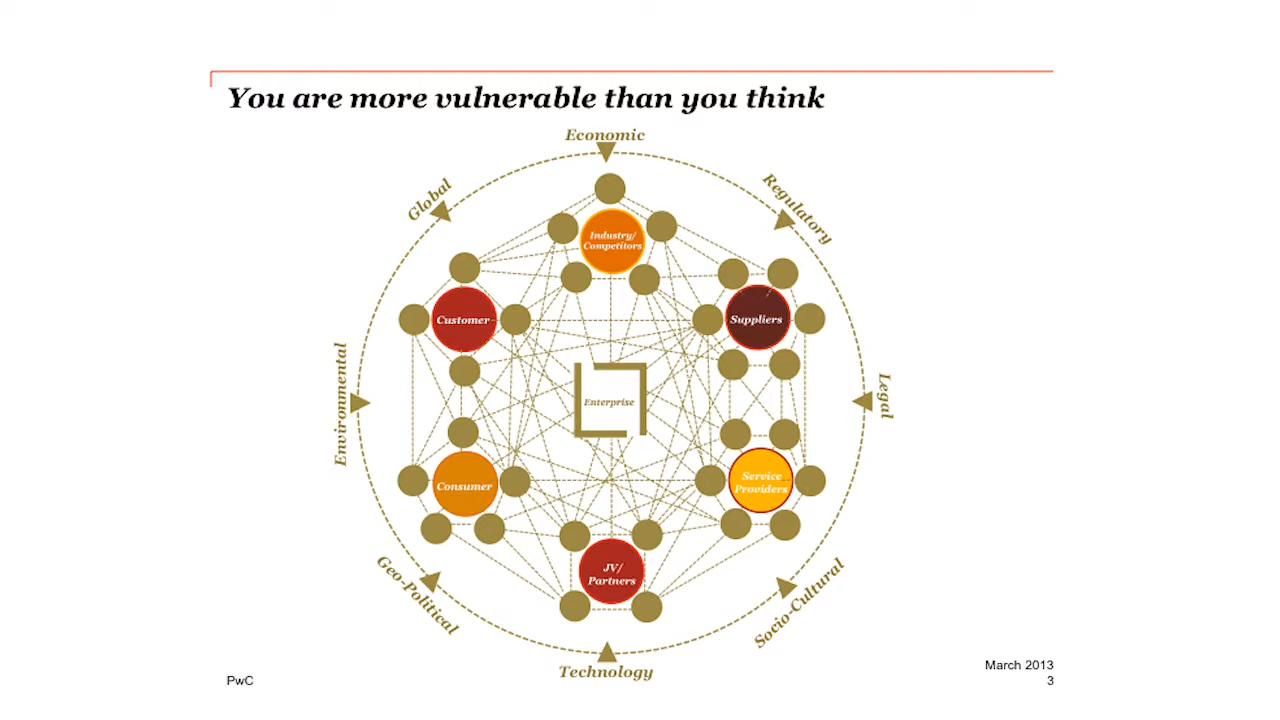 You are more vulnerable than you think
Economic
Global
Regulatory
Industry/
Competitors
Customer
Suppliers
Environmental
Enterprise
Legal
Consumer
Service
Providers
JV/
Partners
Geo-Political
Socio-Cultural
Technology
March 2013
PwC
3